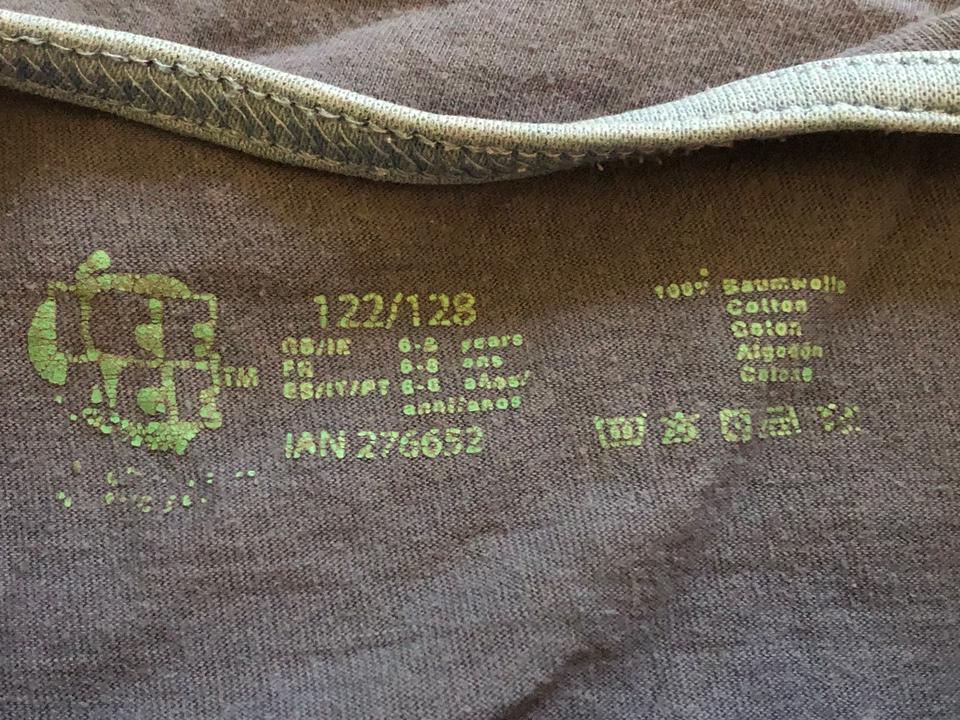 TM
122/128
GB/IE 6-8 years
FR 6-8 ans
ES/IT/PT 6-8 años/
anni/anos
IAN 276652
100% Baumwolle
Cotton
Coton
Algodón
Cotone